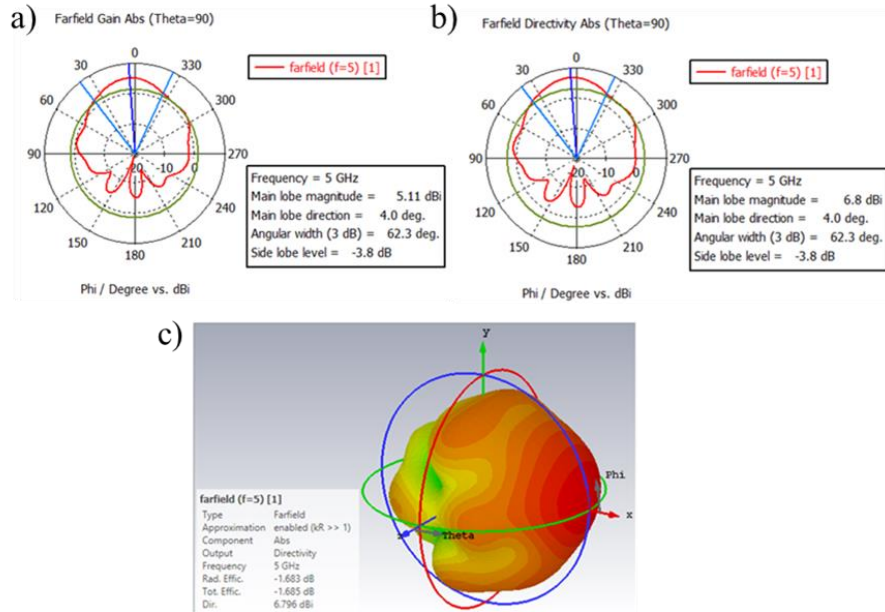 a)
Farfield Gain Abs (Theta=90)
0
30
330
60
300
90
-20
-10
0
270
120
240
150
210
180
farfield (f=5) [1]
Frequency = 5 GHz
Main lobe magnitude = 5.11 dBi
Main lobe direction = 4.0 deg.
Angular width (3 dB) = 62.3 deg.
Side lobe level = -3.8 dB
Phi / Degree vs. dBi
b)
Farfield Directivity Abs (Theta=90)
0
30
330
60
300
90
-20
-10
0
270
120
240
150
210
180
farfield (f=5) [1]
Frequency = 5 GHz
Main lobe magnitude = 6.8 dBi
Main lobe direction = 4.0 deg.
Angular width (3 dB) = 62.3 deg.
Side lobe level = -3.8 dB
Phi / Degree vs. dBi
c)
y
Phi
x
Theta
farfield (f=5) [1]
Type Farfield
Approximation enabled (kR >> 1)
Component Abs
Output Directivity
Frequency 5 GHz
Rad. Effic. -1.683 dB
Tot. Effic. -1.685 dB
Dir. 6.796 dBi